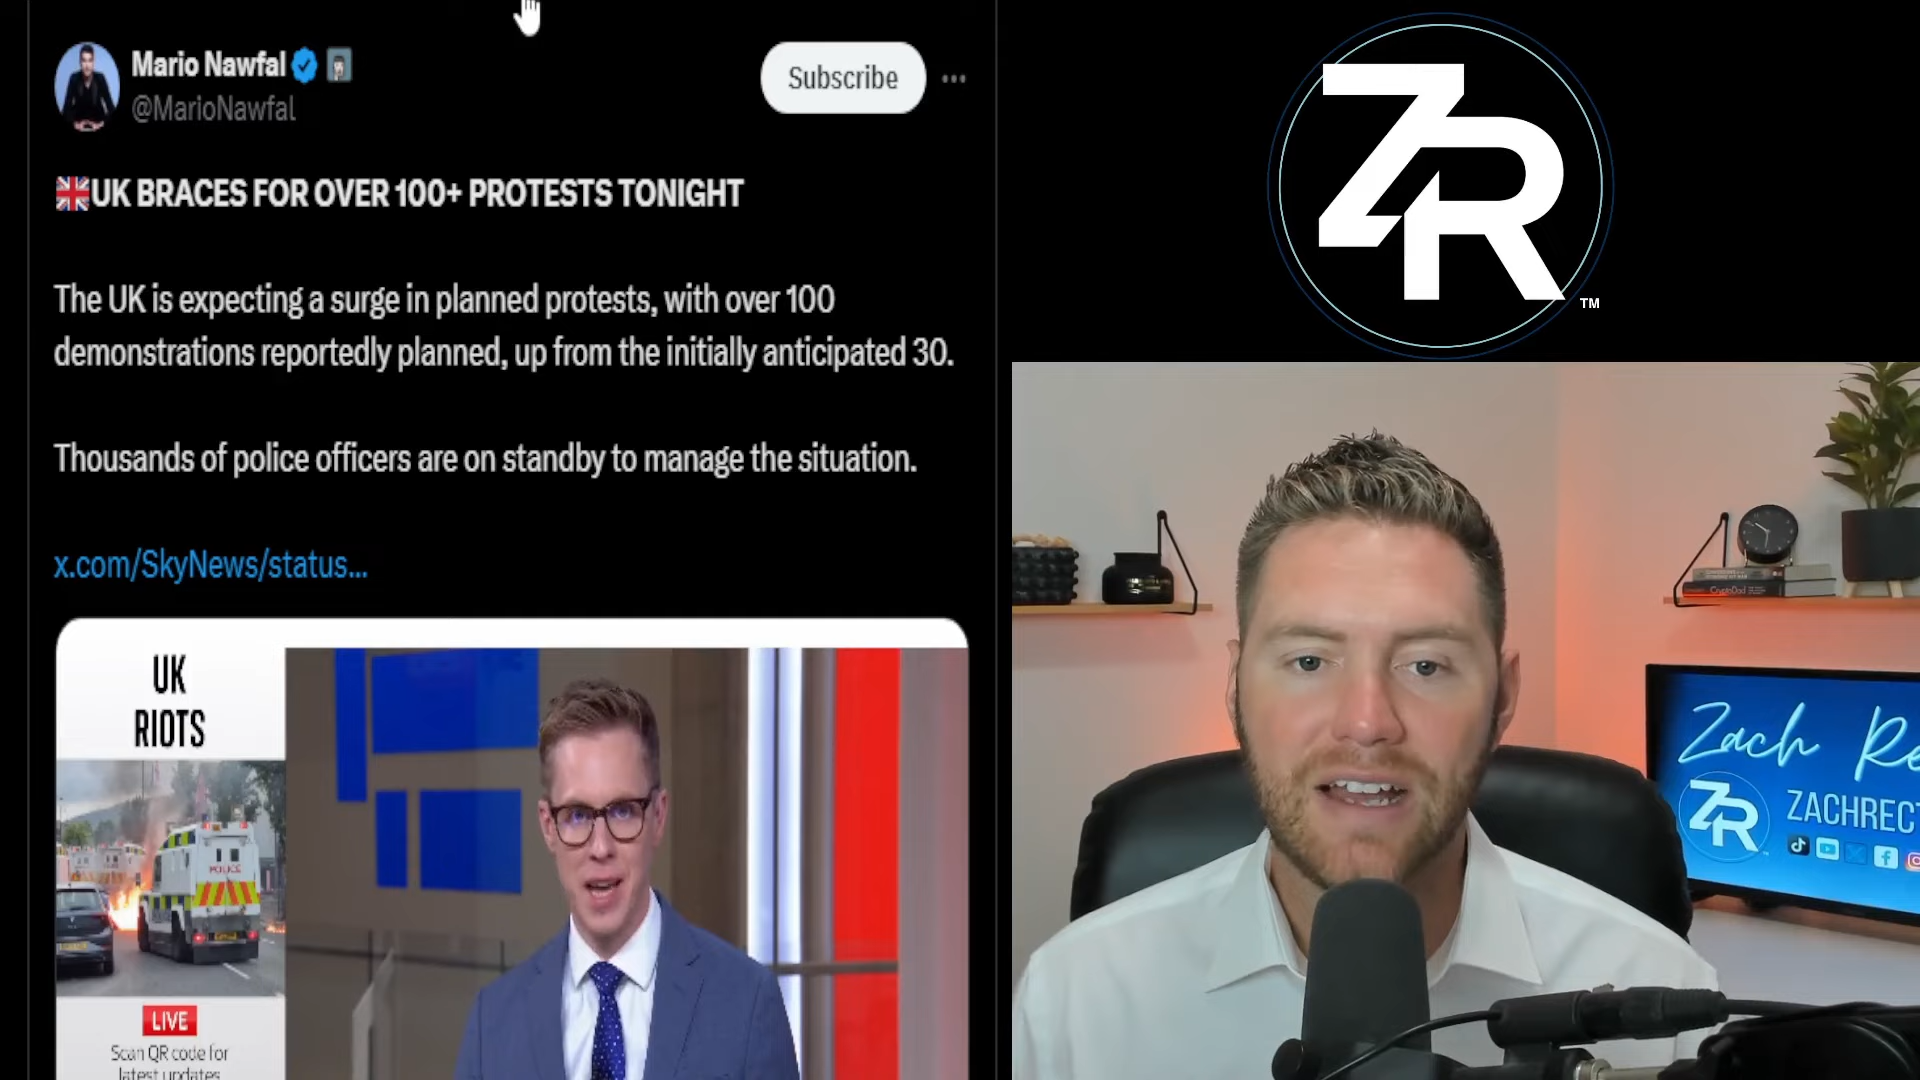 Mario Nawfal
@MarioNawfal
Subscribe
UK BRACES FOR OVER 100+ PROTESTS TONIGHT
The UK is expecting a surge in planned protests, with over 100
demonstrations reportedly planned, up from the initially anticipated 30.
Thousands of police officers are on standby to manage the situation.
x.com/SkyNews/status...
UK
RIOTS
POLICE
LIVE
Scan QR code for
latest updates
ZR
TM
CryptoDad
Zach Re
ZR
ZACHRECT